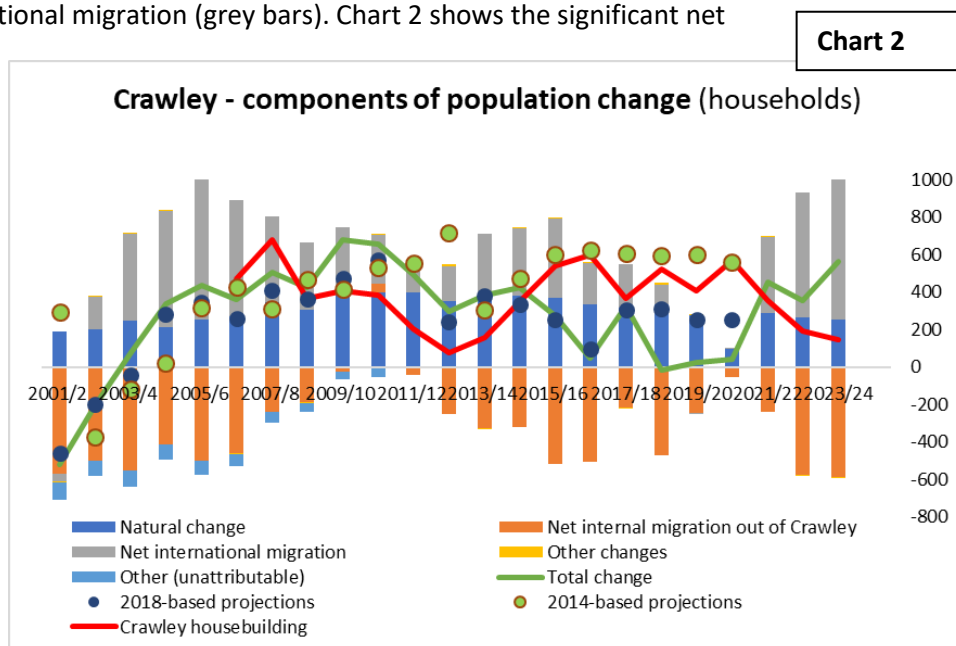 tional migration (grey bars). Chart 2 shows the significant net
Chart 2
Crawley - components of population change (households)
1000
800
600
400
200
0
2001/2 2003/4 2005/6 2007/8 2009/10 2011/12 2013/14 2015/16 2017/18 2019/20 2021/22 2023/24
-200
-400
-600
-800
Natural change
Net internal migration out of Crawley
Net international migration
Other changes
Other (unattributable)
Total change
2018-based projections
2014-based projections
Crawley housebuilding